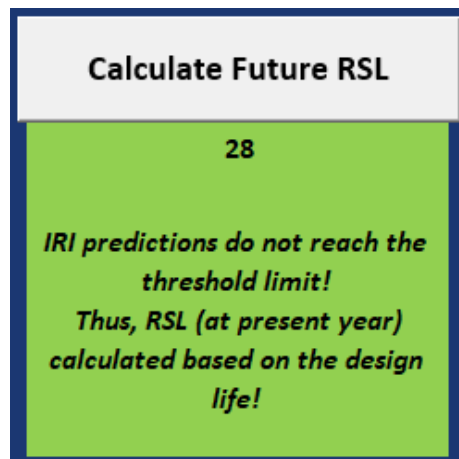 Calculate Future RSL
28
IRI predictions do not reach the
threshold limit!
Thus, RSL (at present year)
calculated based on the design
life!